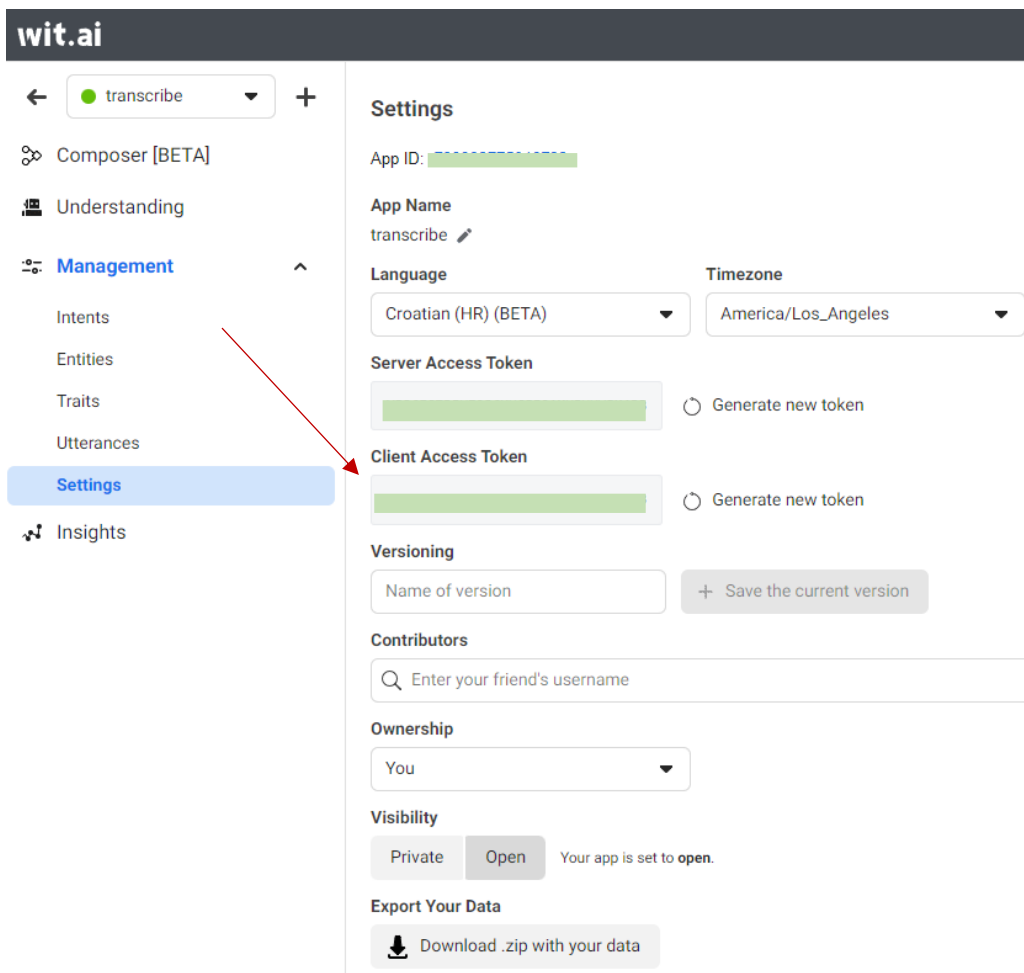 wit.ai
transcribe
Composer [BETA]
Understanding
Management
Intents
Entities
Traits
Utterances
Settings
Insights
Settings
App ID:
App Name
transcribe
Language Timezone
Croatian (HR) (BETA) America/Los_Angeles
Server Access Token
Generate new token
Client Access Token
Generate new token
Versioning
Name of version + Save the current version
Contributors
Enter your friend's username
Ownership
You
Visibility
Private Open Your app is set to open.
Export Your Data
Download .zip with your data